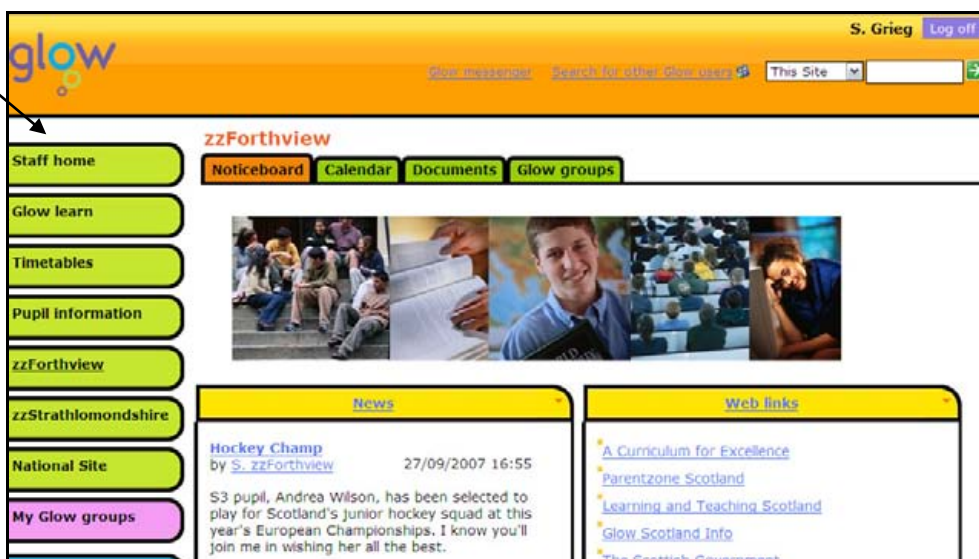 S. Grieg Log off
glow
Glow messenger Search for other Glow users This Site
zzForthview
Noticeboard Calendar Documents Glow groups
Staff home
Glow learn
Timetables
Pupil information
zzForthview
zzStrathlomondshire
National Site
My Glow groups
News
Hockey Champ
by S. zzForthview 27/09/2007 16:55
S3 pupil, Andrea Wilson, has been selected to
play for Scotland's junior hockey squad at this
year's European Championships. I know you'll
join me in wishing her all the best.
Web links
A Curriculum for Excellence
Parentzone Scotland
Learning and Teaching Scotland
Glow Scotland Info
The Scottish Government